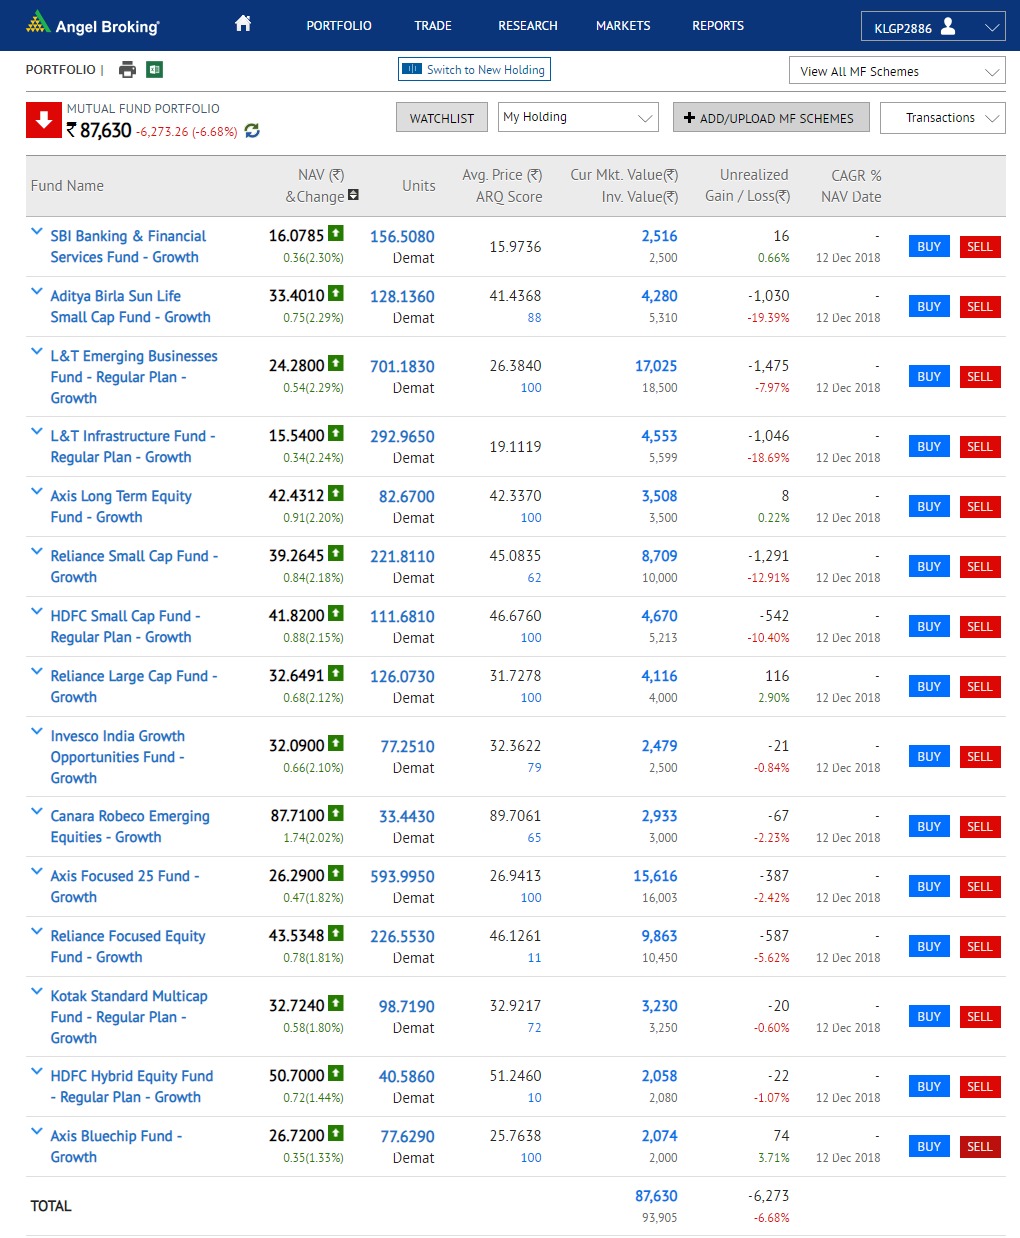 Angel Broking
PORTFOLIO TRADE RESEARCH MARKETS REPORTS KLGP2886
PORTFOLIO | Switch to New Holding View All MF Schemes
MUTUAL FUND PORTFOLIO
₹ 87,630 -6,273.26 (-6.68%) WATCHLIST My Holding ADD/UPLOAD MF SCHEMES Transactions
Fund Name NAV (₹) &Change Units Avg. Price (₹) ARQ Score Cur Mkt. Value(₹) Inv. Value(₹) Unrealized Gain / Loss(₹) CAGR % NAV Date
SBI Banking & Financial 16.0785 156.5080 15.9736 2,516 16 - BUY SELL
Services Fund - Growth 0.36(2.30%) Demat 2,500 0.66% 12 Dec 2018
Aditya Birla Sun Life 33.4010 128.1360 41.4368 4,280 -1,030 - BUY SELL
Small Cap Fund - Growth 0.75(2.29%) Demat 88 5,310 -19.39% 12 Dec 2018
L&T Emerging Businesses 24.2800 701.1830 26.3840 17,025 -1,475 - BUY SELL
Fund - Regular Plan - 0.54(2.29%) Demat 100 18,500 -7.97% 12 Dec 2018
Growth
L&T Infrastructure Fund - 15.5400 292.9650 19.1119 4,553 -1,046 - BUY SELL
Regular Plan - Growth 0.34(2.24%) Demat 5,599 -18.69% 12 Dec 2018
Axis Long Term Equity 42.4312 82.6700 42.3370 3,508 8 - BUY SELL
Fund - Growth 0.91(2.20%) Demat 100 3,500 0.22% 12 Dec 2018
Reliance Small Cap Fund - 39.2645 221.8110 45.0835 8,709 -1,291 - BUY SELL
Growth 0.84(2.18%) Demat 62 10,000 -12.91% 12 Dec 2018
HDFC Small Cap Fund - 41.8200 111.6810 46.6760 4,670 -542 - BUY SELL
Regular Plan - Growth 0.88(2.15%) Demat 100 5,213 -10.40% 12 Dec 2018
Reliance Large Cap Fund - 32.6491 126.0730 31.7278 4,116 116 - BUY SELL
Growth 0.68(2.12%) Demat 100 4,000 2.90% 12 Dec 2018
Invesco India Growth 32.0900 77.2510 32.3622 2,479 -21 - BUY SELL
Opportunities Fund - 0.66(2.10%) Demat 79 2,500 -0.84% 12 Dec 2018
Growth
Canara Robeco Emerging 87.7100 33.4430 89.7061 2,933 -67 - BUY SELL
Equities - Growth 1.74(2.02%) Demat 65 3,000 -2.23% 12 Dec 2018
Axis Focused 25 Fund - 26.2900 593.9950 26.9413 15,616 -387 - BUY SELL
Growth 0.47(1.82%) Demat 100 16,003 -2.42% 12 Dec 2018
Reliance Focused Equity 43.5348 226.5530 46.1261 9,863 -587 - BUY SELL
Fund - Growth 0.78(1.81%) Demat 11 10,450 -5.62% 12 Dec 2018
Kotak Standard Multicap 32.7240 98.7190 32.9217 3,230 -20 - BUY SELL
Fund - Regular Plan - 0.58(1.80%) Demat 72 3,250 -0.60% 12 Dec 2018
Growth
HDFC Hybrid Equity Fund 50.7000 40.5860 51.2460 2,058 -22 - BUY SELL
- Regular Plan - Growth 0.72(1.44%) Demat 10 2,080 -1.07% 12 Dec 2018
Axis Bluechip Fund - 26.7200 77.6290 25.7638 2,074 74 - BUY SELL
Growth 0.35(1.33%) Demat 100 2,000 3.71% 12 Dec 2018
TOTAL 87,630 -6,273
93,905 -6.68%